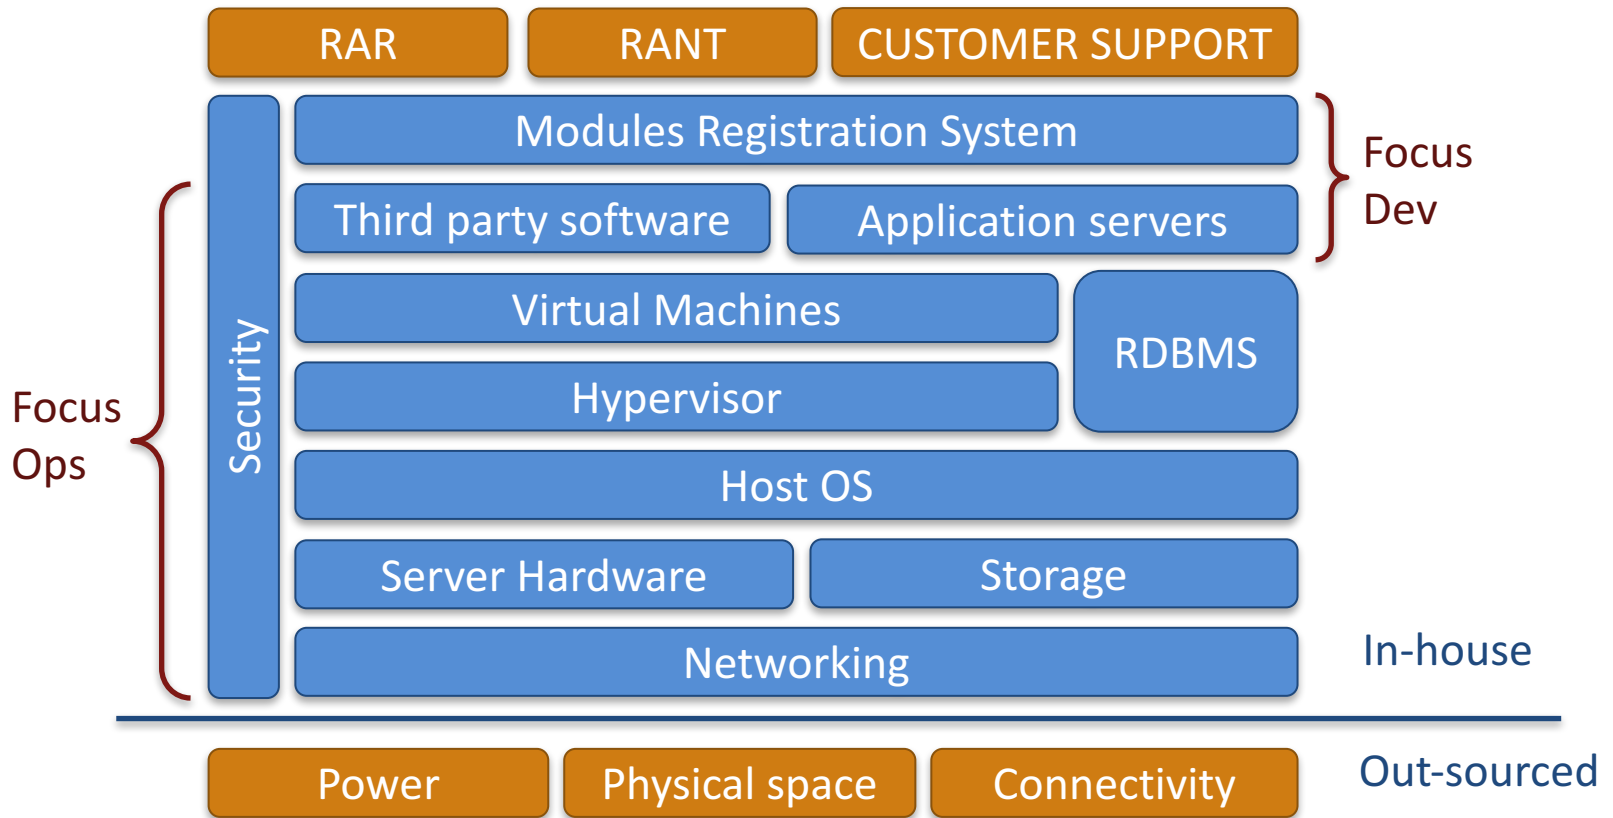 RAR
RANT
CUSTOMER SUPPORT
Modules Registration System
Focus
Dev
Third party software
Application servers
Security
Virtual Machines
RDBMS
Hypervisor
Focus
Ops
Host OS
Server Hardware
Storage
Networking
In-house
Power
Physical space
Connectivity
Out-sourced